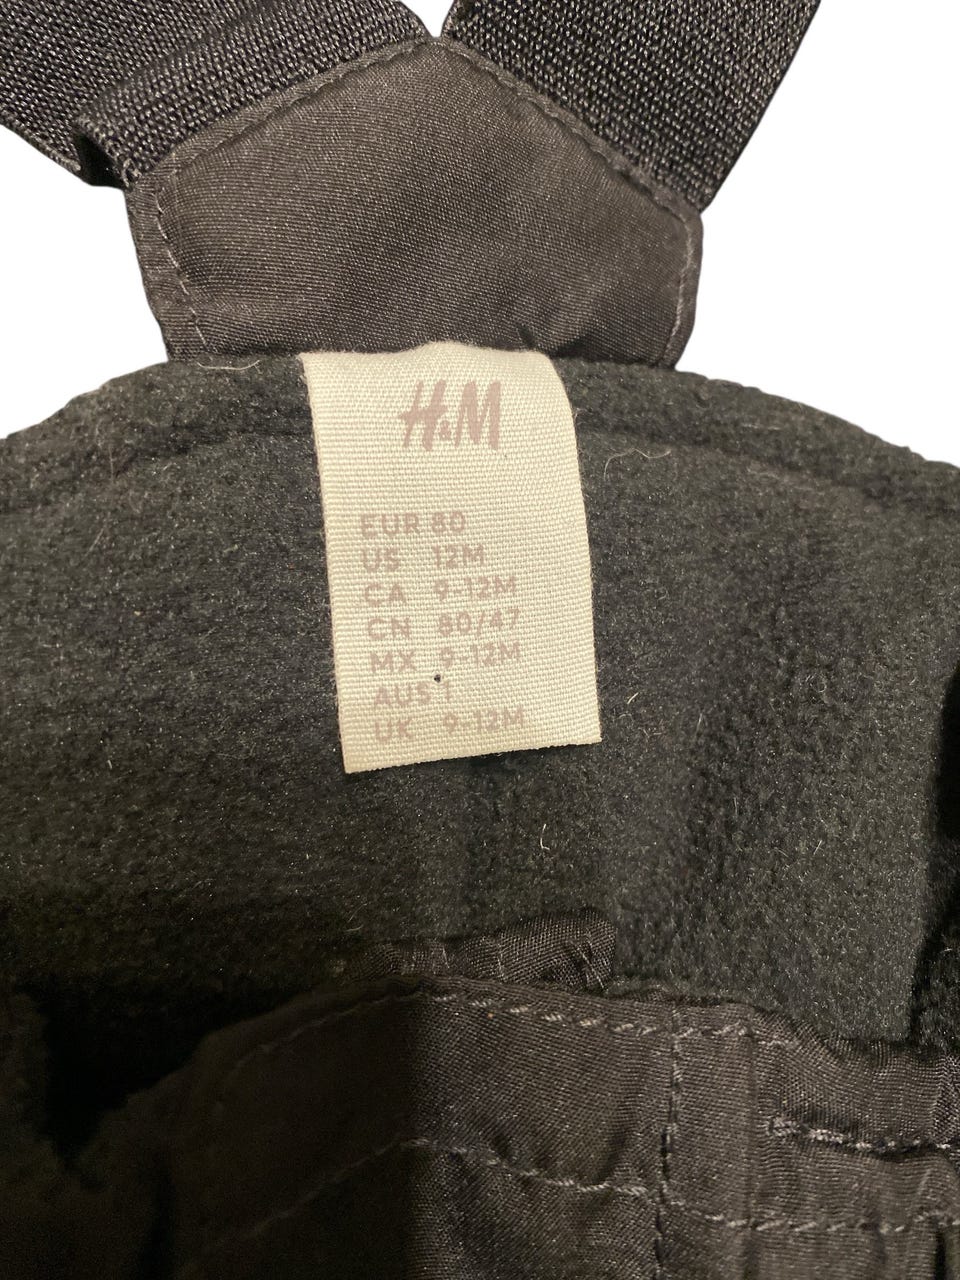 H&M
EUR 80
US 12M
CA 9-12M
CN 80/47
MX 9-12M
AUS 1
UK 9-12M